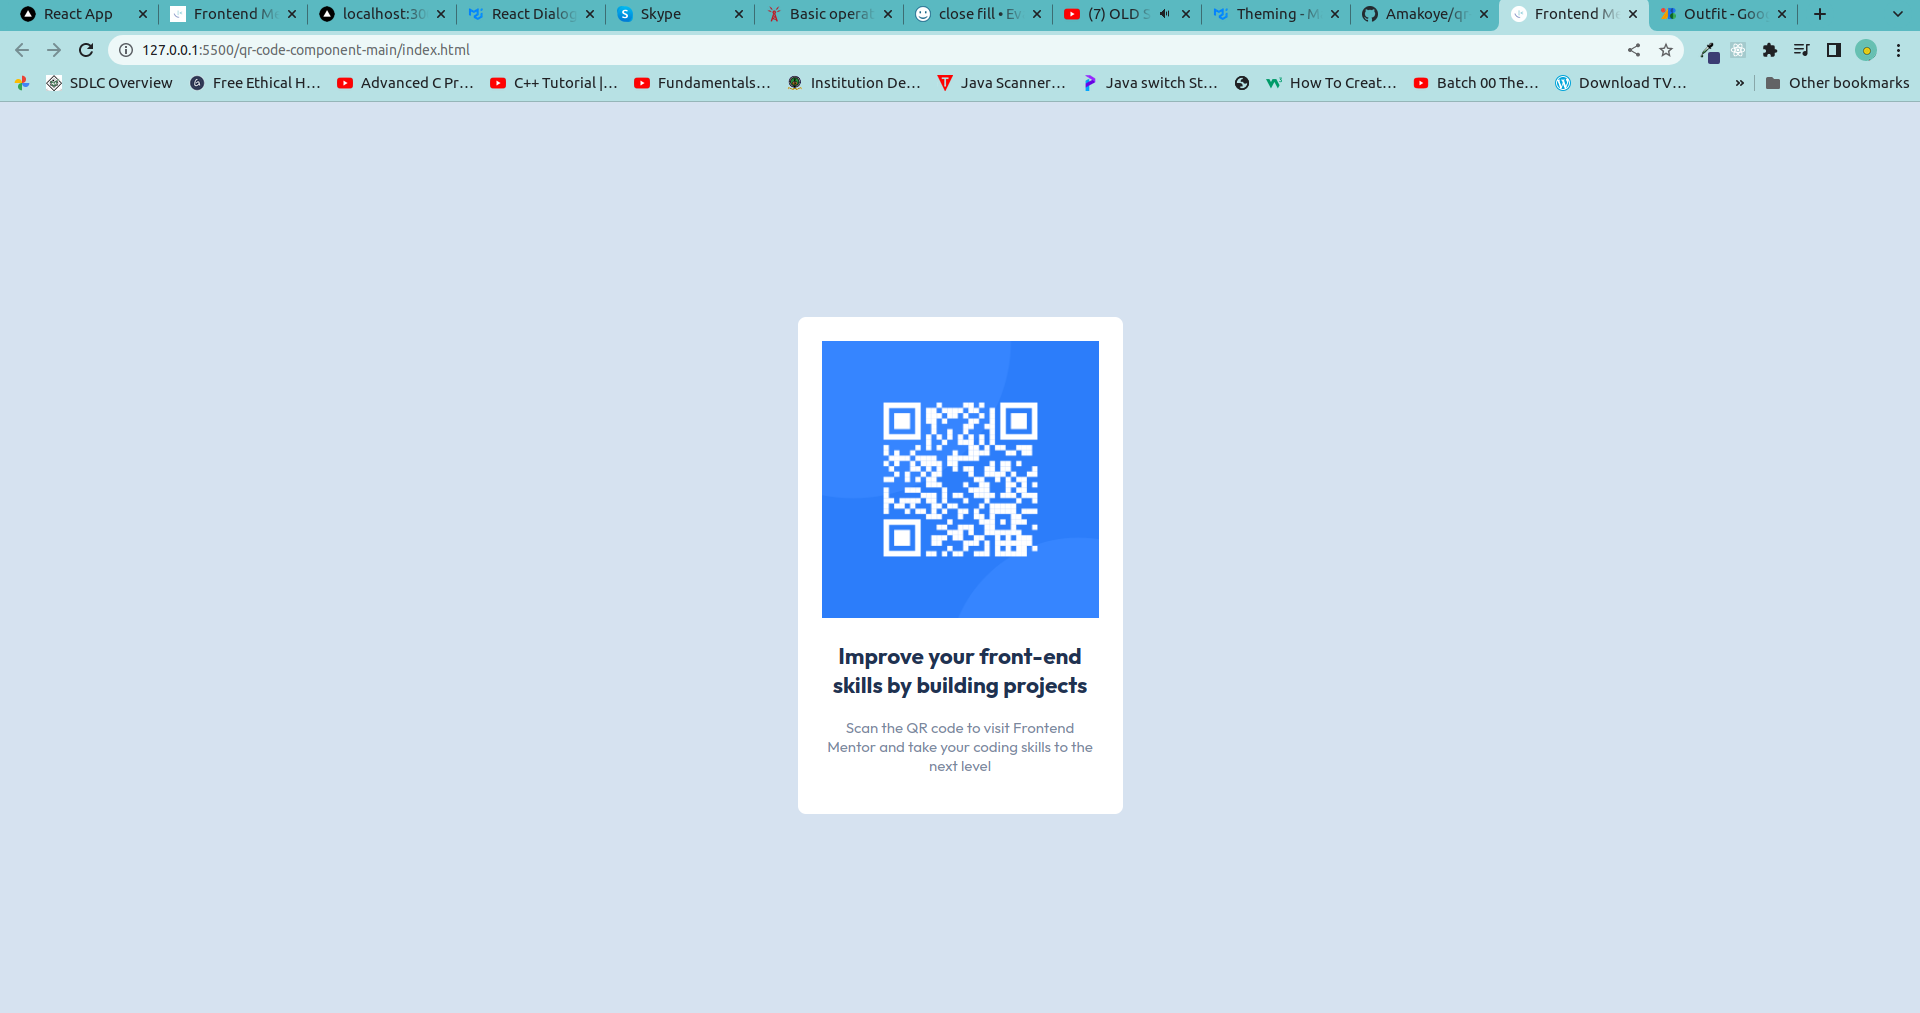 React App
Frontend Me
localhost:30
React Dialog
Skype
Basic operat
close fill • Ev
(7) OLD S
Theming - M
Amakoye/qr
Frontend Me
Outfit - Goog
127.0.0.1:5500/qr-code-component-main/index.html
SDLC Overview
Free Ethical H...
Advanced C Pr...
C++ Tutorial |...
Fundamentals...
Institution De...
Java Scanner...
Java switch St...
How To Creat...
Batch 00 The...
Download TV...
»
Other bookmarks
Improve your front-end
skills by building projects
Scan the QR code to visit Frontend
Mentor and take your coding skills to the
next level